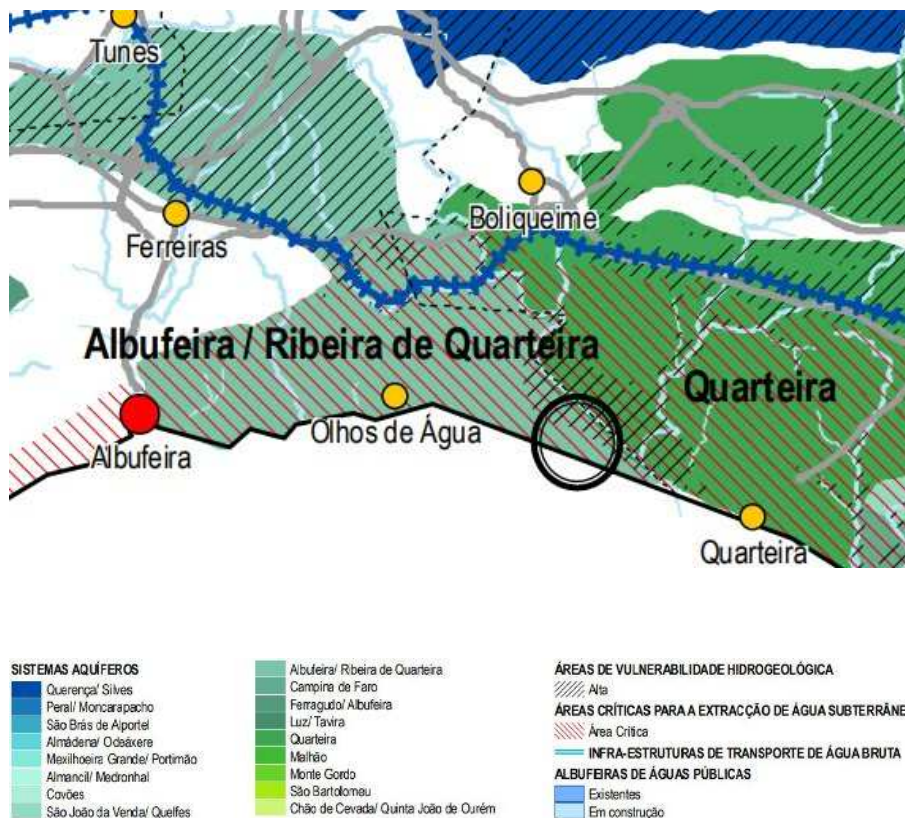 Tunes
Boliqueime
Ferreiras
Albufeira / Ribeira de Quarteira
Quarteira
Olhos de Água
Albufeira
Quarteira
SISTEMAS AQUÍFEROS
Querença/ Silves
Peral/ Moncarapacho
São Brás de Alportel
Almádena/ Odeáxere
Mexilhoeira Grande/ Portimão
Almancil/ Medronhal
Covões
São João da Venda/ Quelfes
Albufeira/ Ribeira de Quarteira
Campina de Faro
Ferragudo/ Albufeira
Luz/ Tavira
Quarteira
Malhão
Monte Gordo
São Bartolomeu
Chão de Cevada/ Quinta João de Ourém
ÁREAS DE VULNERABILIDADE HIDROGEOLÓGICA
Alta
ÁREAS CRÍTICAS PARA A EXTRACÇÃO DE ÁGUA SUBTERRÂNE
Área Crítica
INFRA-ESTRUTURAS DE TRANSPORTE DE ÁGUA BRUTA
ALBUFEIRAS DE ÁGUAS PÚBLICAS
Existentes
Em construção